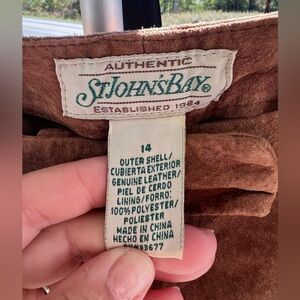 AUTHENTIC
ST. JOHN'S BAY®
ESTABLISHED 1984
14
OUTER SHELL/
CUBIERTA EXTERIOR
GENUINE LEATHER/
PIEL DE CERDO
LINING/FORRO:
100% POLYESTER/
POLIESTER
MADE IN CHINA
HECHO EN CHINA